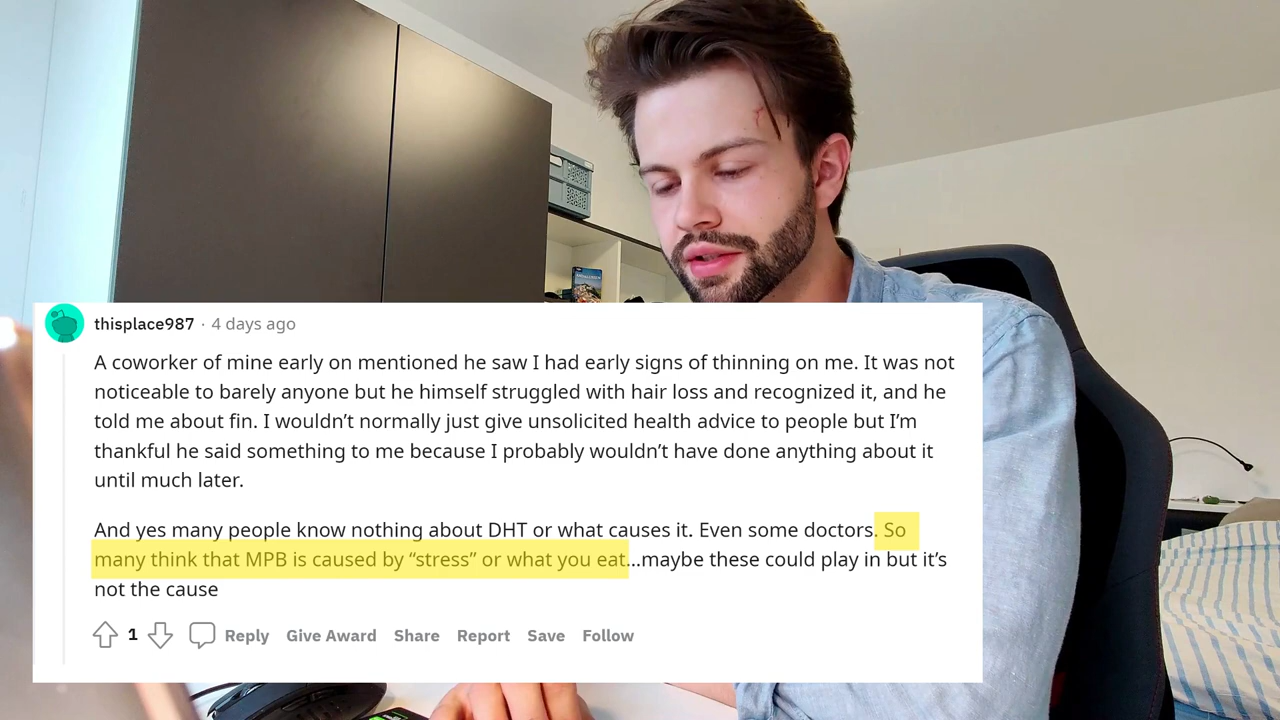 thisplace987 · 4 days ago
A coworker of mine early on mentioned he saw I had early signs of thinning on me. It was not
noticeable to barely anyone but he himself struggled with hair loss and recognized it, and he
told me about fin. I wouldn’t normally just give unsolicited health advice to people but I’m
thankful he said something to me because I probably wouldn’t have done anything about it
until much later.
And yes many people know nothing about DHT or what causes it. Even some doctors. So
many think that MPB is caused by “stress” or what you eat...maybe these could play in but it’s
not the cause
1 Reply Give Award Share Report Save Follow